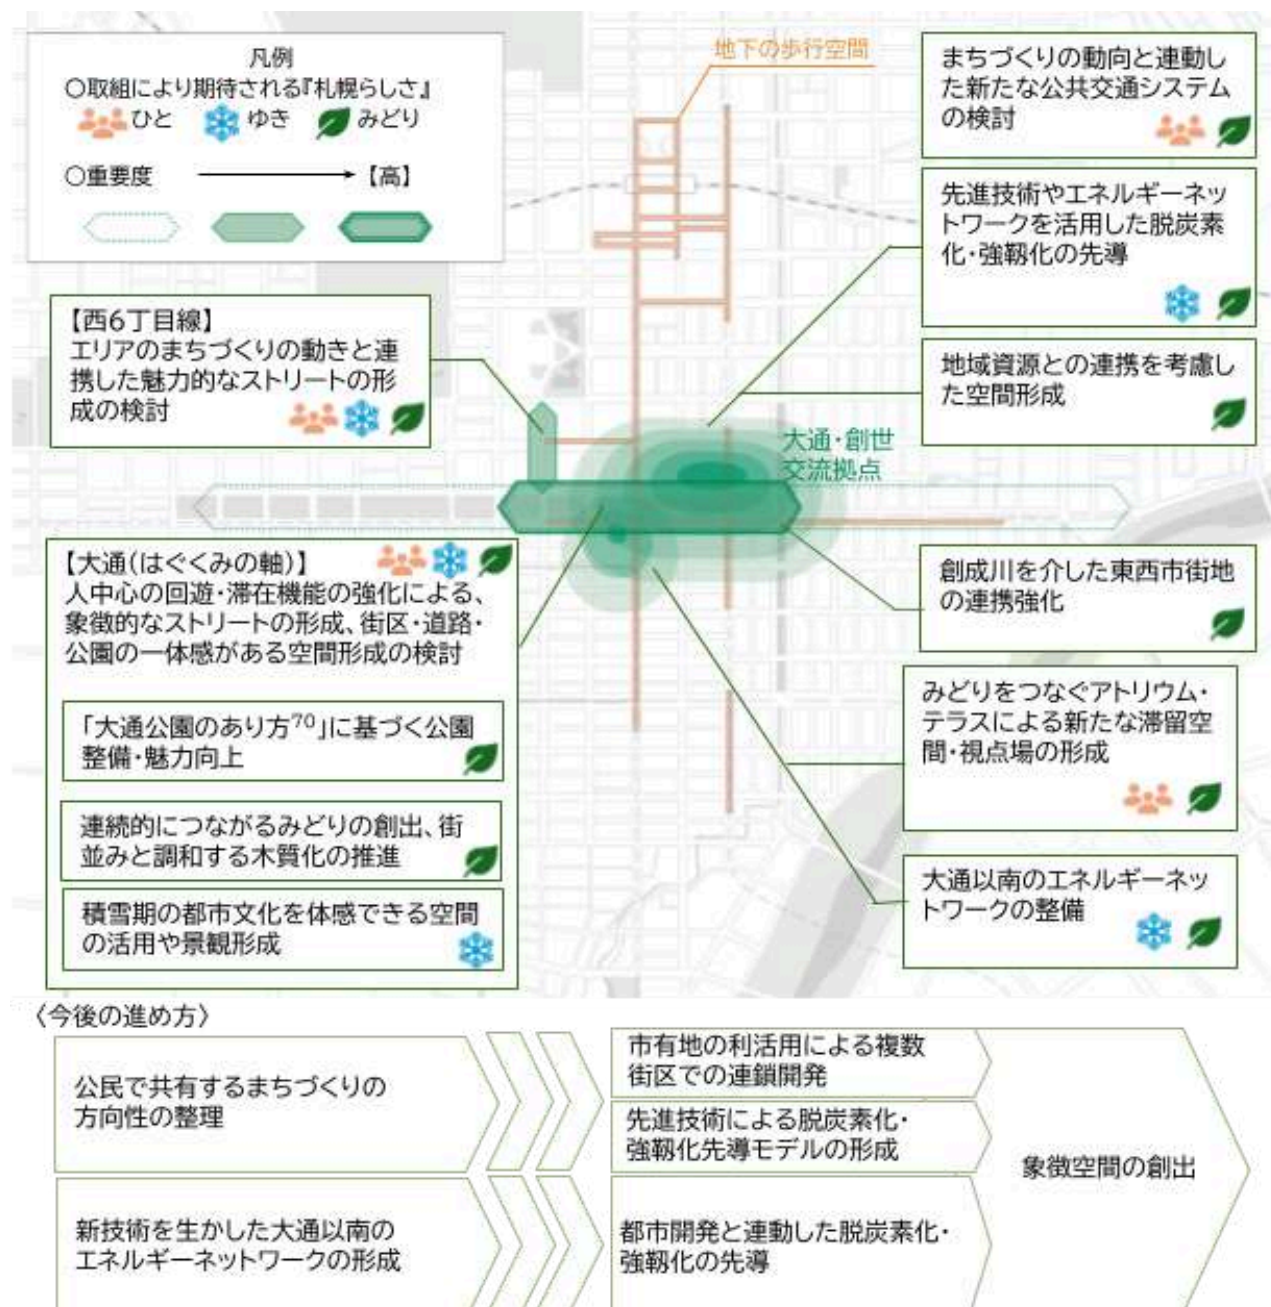 凡例
○取組により期待される『札幌らしさ』
ひと ゆき みどり
○重要度 【高】
地下の歩行空間
まちづくりの動向と連動し
た新たな公共交通システム
の検討
先進技術やエネルギーネッ
トワークを活用した脱炭素
化・強靱化の先導
地域資源との連携を考慮し
た空間形成
【西6丁目線】
エリアのまちづくりの動きと連
携した魅力的なストリートの形
成の検討
大通・創世
交流拠点
【大通(はぐくみの軸)】
人中心の回遊・滞在機能の強化による、
象徴的なストリートの形成、街区・道路・
公園の一体感がある空間形成の検討
「大通公園のあり方70」に基づく公園
整備・魅力向上
連続的につながるみどりの創出、街
並みと調和する木質化の推進
積雪期の都市文化を体感できる空間
の活用や景観形成
創成川を介した東西市街地
の連携強化
みどりをつなぐアトリウム・
テラスによる新たな滞留空
間・視点場の形成
大通以南のエネルギーネッ
トワークの整備
〈今後の進め方〉
公民で共有するまちづくりの
方向性の整理
新技術を生かした大通以南の
エネルギーネットワークの形成
市有地の利活用による複数
街区での連鎖開発
先進技術による脱炭素化・
強靱化先導モデルの形成
都市開発と連動した脱炭素化・
強靱化の先導
象徴空間の創出